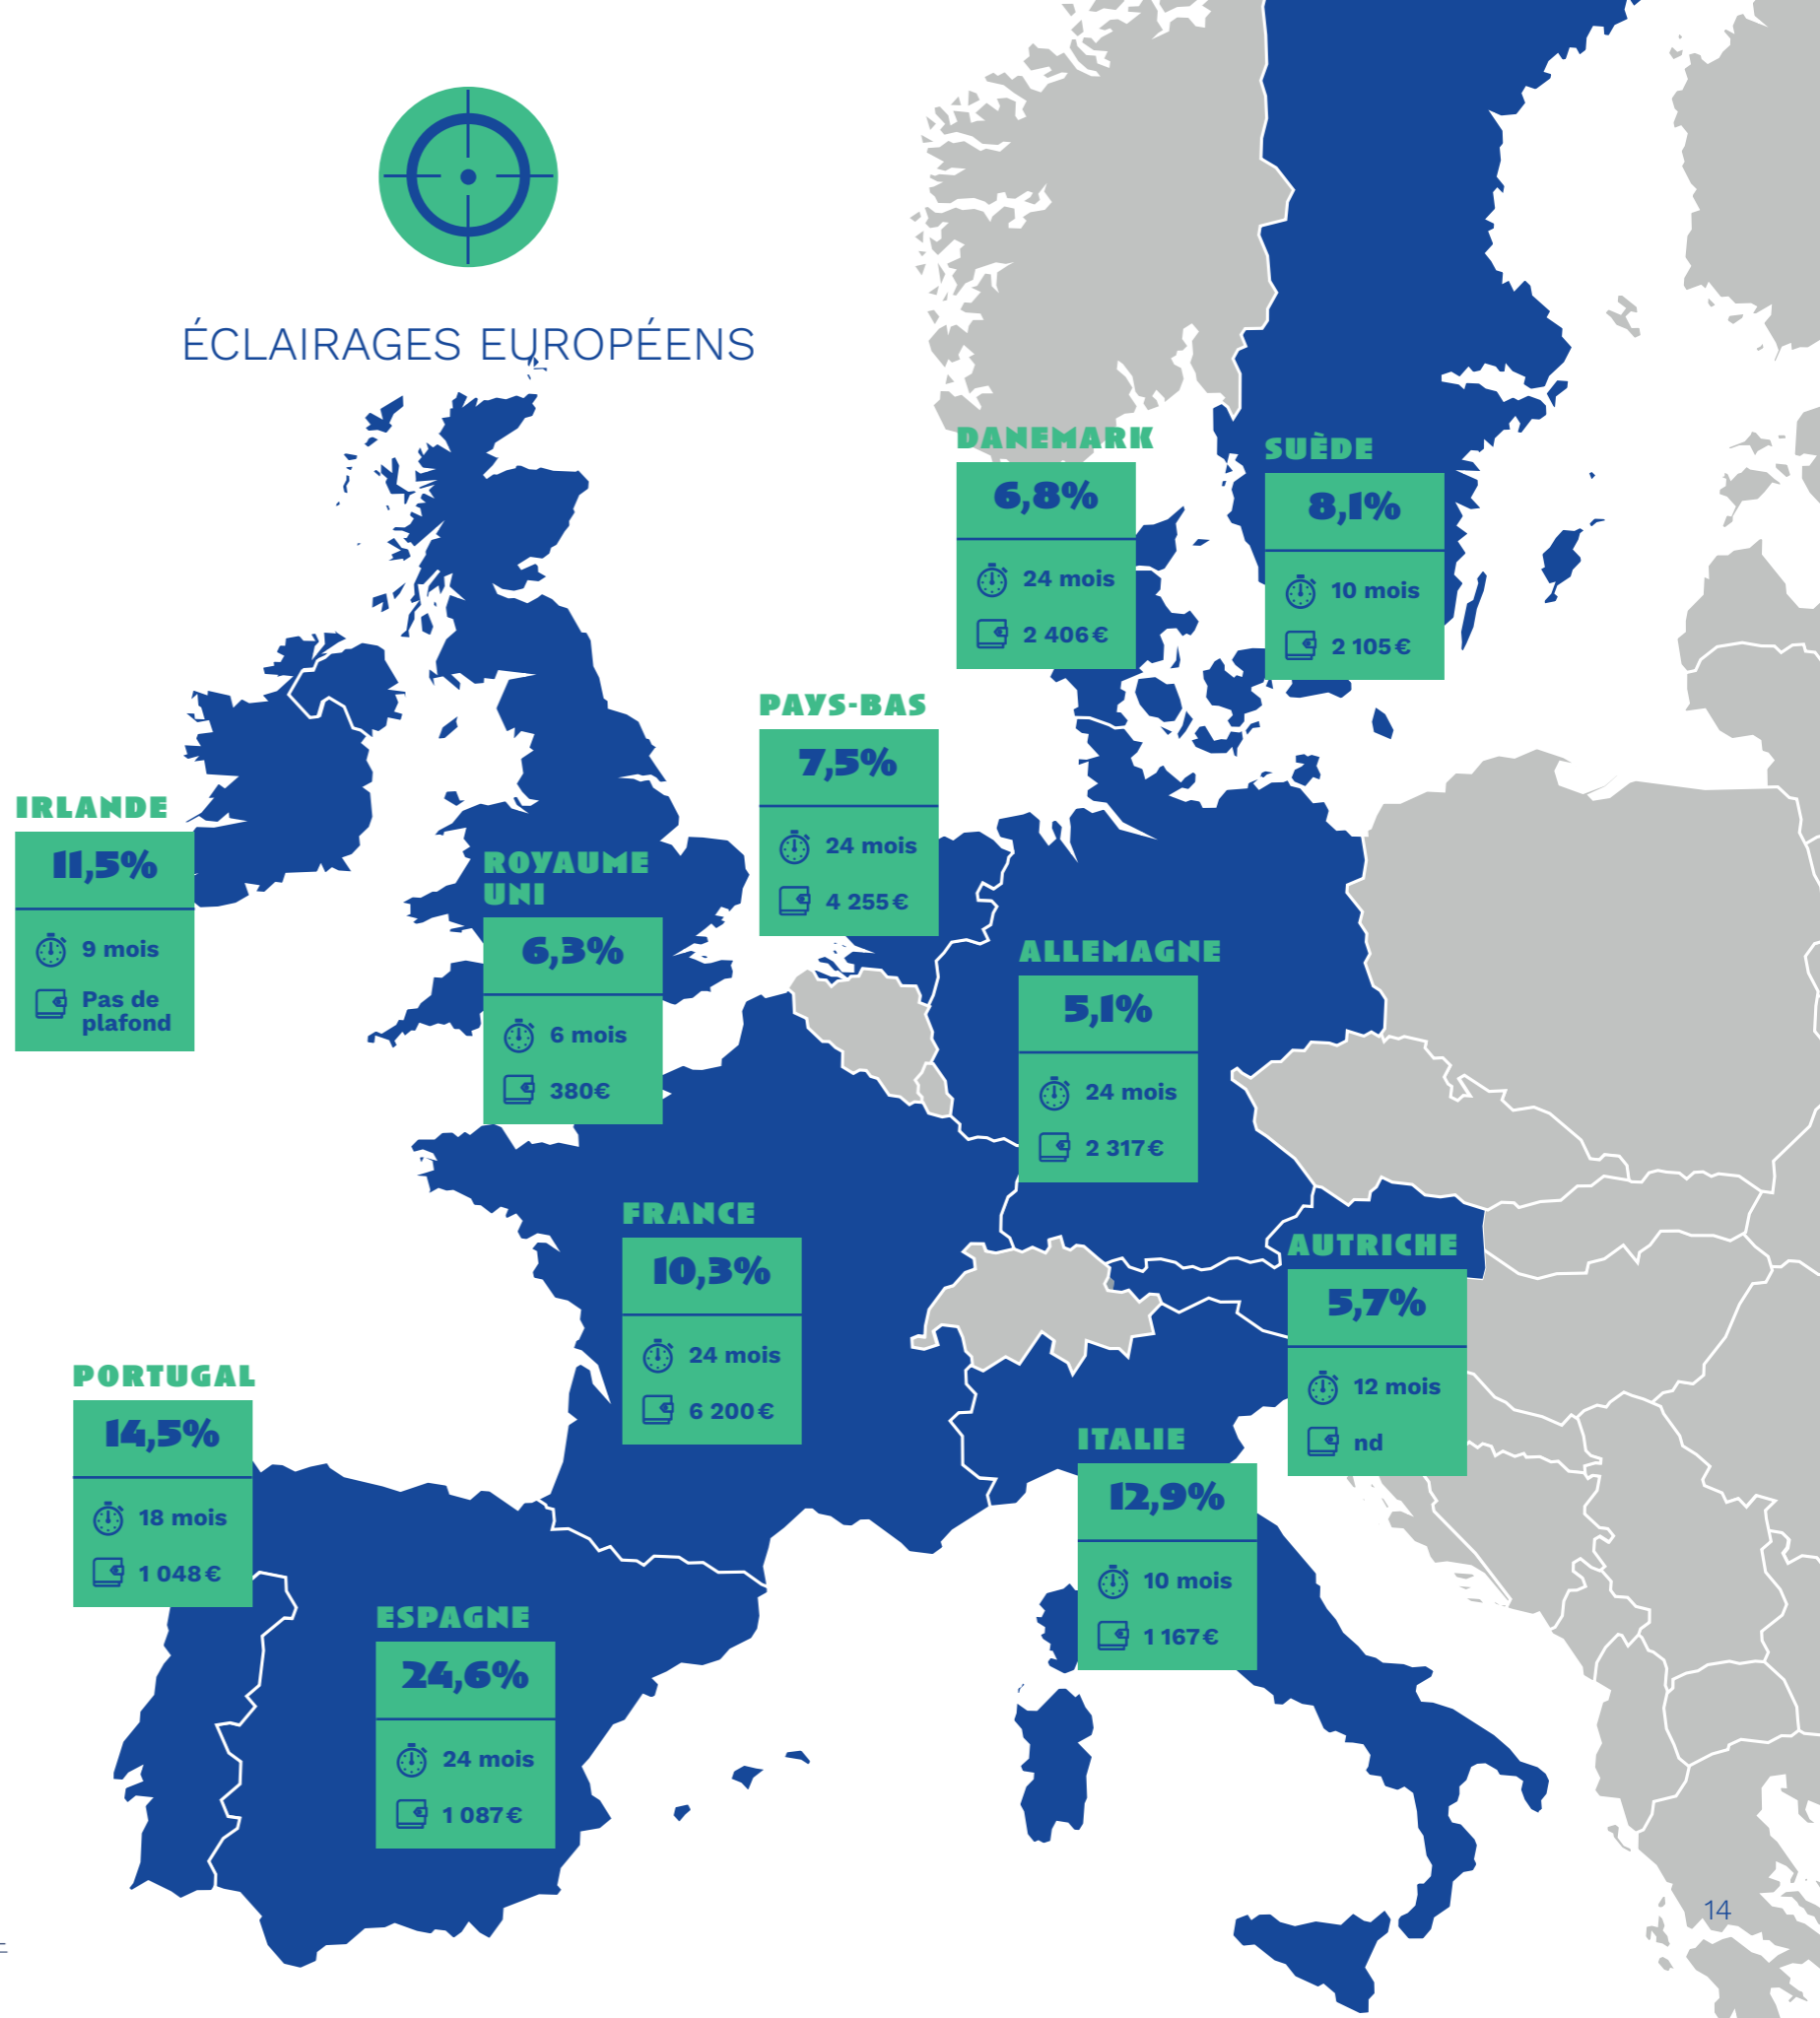 ÉCLAIRAGES EUROPÉENS
DANEMARK
6,8%
24 mois
2 406 €
SUÈDE
8,1%
10 mois
2 105 €
PAYS-BAS
7,5%
24 mois
4 255 €
IRLANDE
11,5%
9 mois
Pas de
plafond
ROYAUME
UNI
6,3%
6 mois
380€
ALLEMAGNE
5,1%
24 mois
2 317 €
FRANCE
10,3%
24 mois
6 200 €
AUTRICHE
5,7%
12 mois
nd
PORTUGAL
14,5%
18 mois
1 048 €
ITALIE
12,9%
10 mois
1 167 €
ESPAGNE
24,6%
24 mois
1 087 €
14